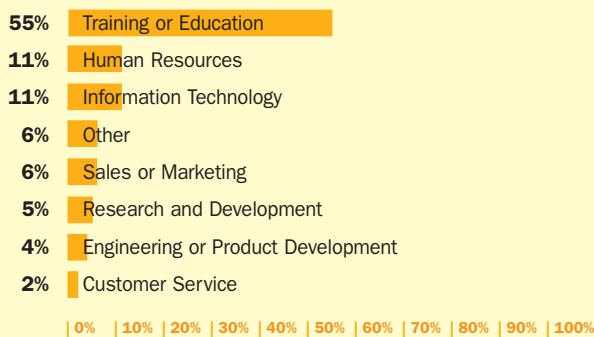 55% Training or Education
11% Human Resources
11% Information Technology
6% Other
6% Sales or Marketing
5% Research and Development
4% Engineering or Product Development
2% Customer Service
| 0% | 10% | 20% | 30% | 40% | 50% | 60% | 70% | 80% | 90% | 100%